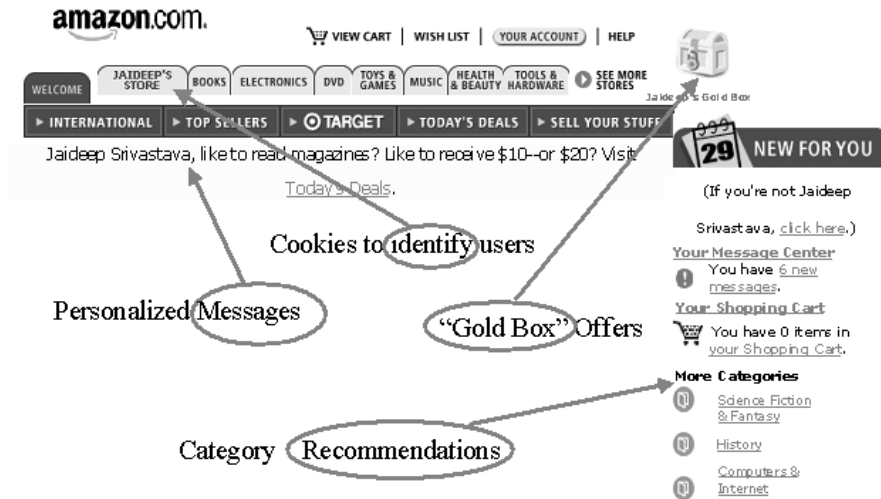 amazon.com.
VIEW CART | WISH LIST | YOUR ACCOUNT | HELP
WELCOME
JAIDEEP'S
STORE
BOOKS
ELECTRONICS
DVD
TOYS &
GAMES
MUSIC
HEALTH
& BEAUTY
TOOLS &
HARDWARE
SEE MORE
STORES
Jaideep's Gold Box
INTERNATIONAL
TOP SELLERS
TARGET
TODAY'S DEALS
SELL YOUR STUFF
Jaideep Srivastava, like to read magazines? Like to receive $10--or $20? Visit
Today's Deals.
29 NEW FOR YOU
(If you're not Jaideep
Srivastava, click here.)
Your Message Center
You have 6 new
messages.
Your Shopping Cart
You have 0 items in
your Shopping Cart.
More Categories
Science Fiction
& Fantasy
History
Computers &
Internet
Cookies to identify users
Personalized Messages
“Gold Box” Offers
Category Recommendations